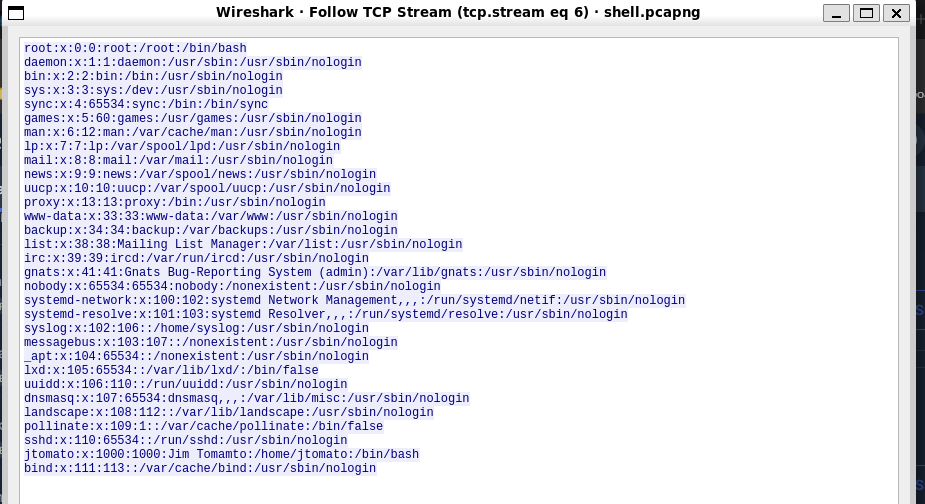 Wireshark · Follow TCP Stream (tcp.stream eq 6) · shell.pcapng
root:x:0:0:root:/root:/bin/bash
daemon:x:1:1:daemon:/usr/sbin:/usr/sbin/nologin
bin:x:2:2:bin:/bin:/usr/sbin/nologin
sys:x:3:3:sys:/dev:/usr/sbin/nologin
sync:x:4:65534:sync:/bin:/bin/sync
games:x:5:60:games:/usr/games:/usr/sbin/nologin
man:x:6:12:man:/var/cache/man:/usr/sbin/nologin
lp:x:7:7:lp:/var/spool/lpd:/usr/sbin/nologin
mail:x:8:8:mail:/var/mail:/usr/sbin/nologin
news:x:9:9:news:/var/spool/news:/usr/sbin/nologin
uucp:x:10:10:uucp:/var/spool/uucp:/usr/sbin/nologin
proxy:x:13:13:proxy:/bin:/usr/sbin/nologin
www-data:x:33:33:www-data:/var/www:/usr/sbin/nologin
backup:x:34:34:backup:/var/backups:/usr/sbin/nologin
list:x:38:38:Mailing List Manager:/var/list:/usr/sbin/nologin
irc:x:39:39:ircd:/var/run/ircd:/usr/sbin/nologin
gnats:x:41:41:Gnats Bug-Reporting System (admin):/var/lib/gnats:/usr/sbin/nologin
nobody:x:65534:65534:nobody:/nonexistent:/usr/sbin/nologin
systemd-network:x:100:102:systemd Network Management,,,:/run/systemd/netif:/usr/sbin/nologin
systemd-resolve:x:101:103:systemd Resolver,,,:/run/systemd/resolve:/usr/sbin/nologin
syslog:x:102:106::/home/syslog:/usr/sbin/nologin
messagebus:x:103:107::/nonexistent:/usr/sbin/nologin
_apt:x:104:65534::/nonexistent:/usr/sbin/nologin
lxd:x:105:65534::/var/lib/lxd/:/bin/false
uuidd:x:106:110::/run/uuidd:/usr/sbin/nologin
dnsmasq:x:107:65534:dnsmasq,,,:/var/lib/misc:/usr/sbin/nologin
landscape:x:108:112::/var/lib/landscape:/usr/sbin/nologin
pollinate:x:109:1::/var/cache/pollinate:/bin/false
sshd:x:110:65534::/run/sshd:/usr/sbin/nologin
jtomato:x:1000:1000:Jim Tomamto:/home/jtomato:/bin/bash
bind:x:111:113::/var/cache/bind:/usr/sbin/nologin